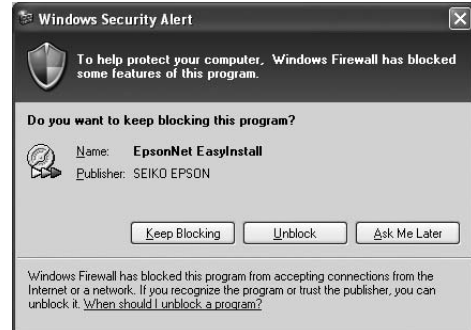 Windows Security Alert
To help protect your computer, Windows Firewall has blocked
some features of this program.
Do you want to keep blocking this program?
Name: EpsonNet EasyInstall
Publisher: SEIKO EPSON
Keep Blocking Unblock Ask Me Later
Windows Firewall has blocked this program from accepting connections from the
Internet or a network. If you recognize the program or trust the publisher, you can
unblock it. When should I unblock a program?